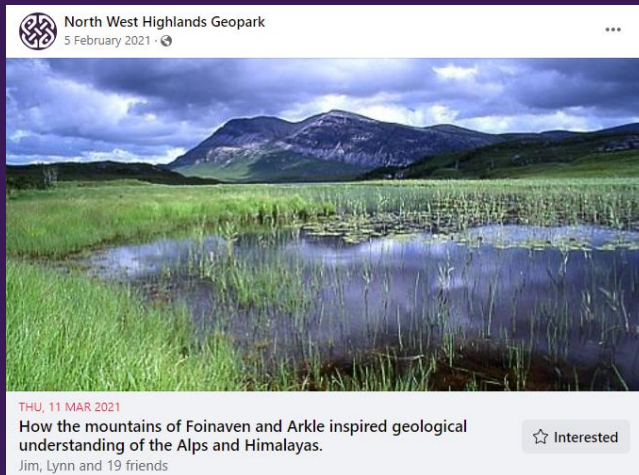 North West Highlands Geopark
5 February 2021 ·
THU, 11 MAR 2021
How the mountains of Foinaven and Arkle inspired geological
understanding of the Alps and Himalayas.
Interested
Jim, Lynn and 19 friends